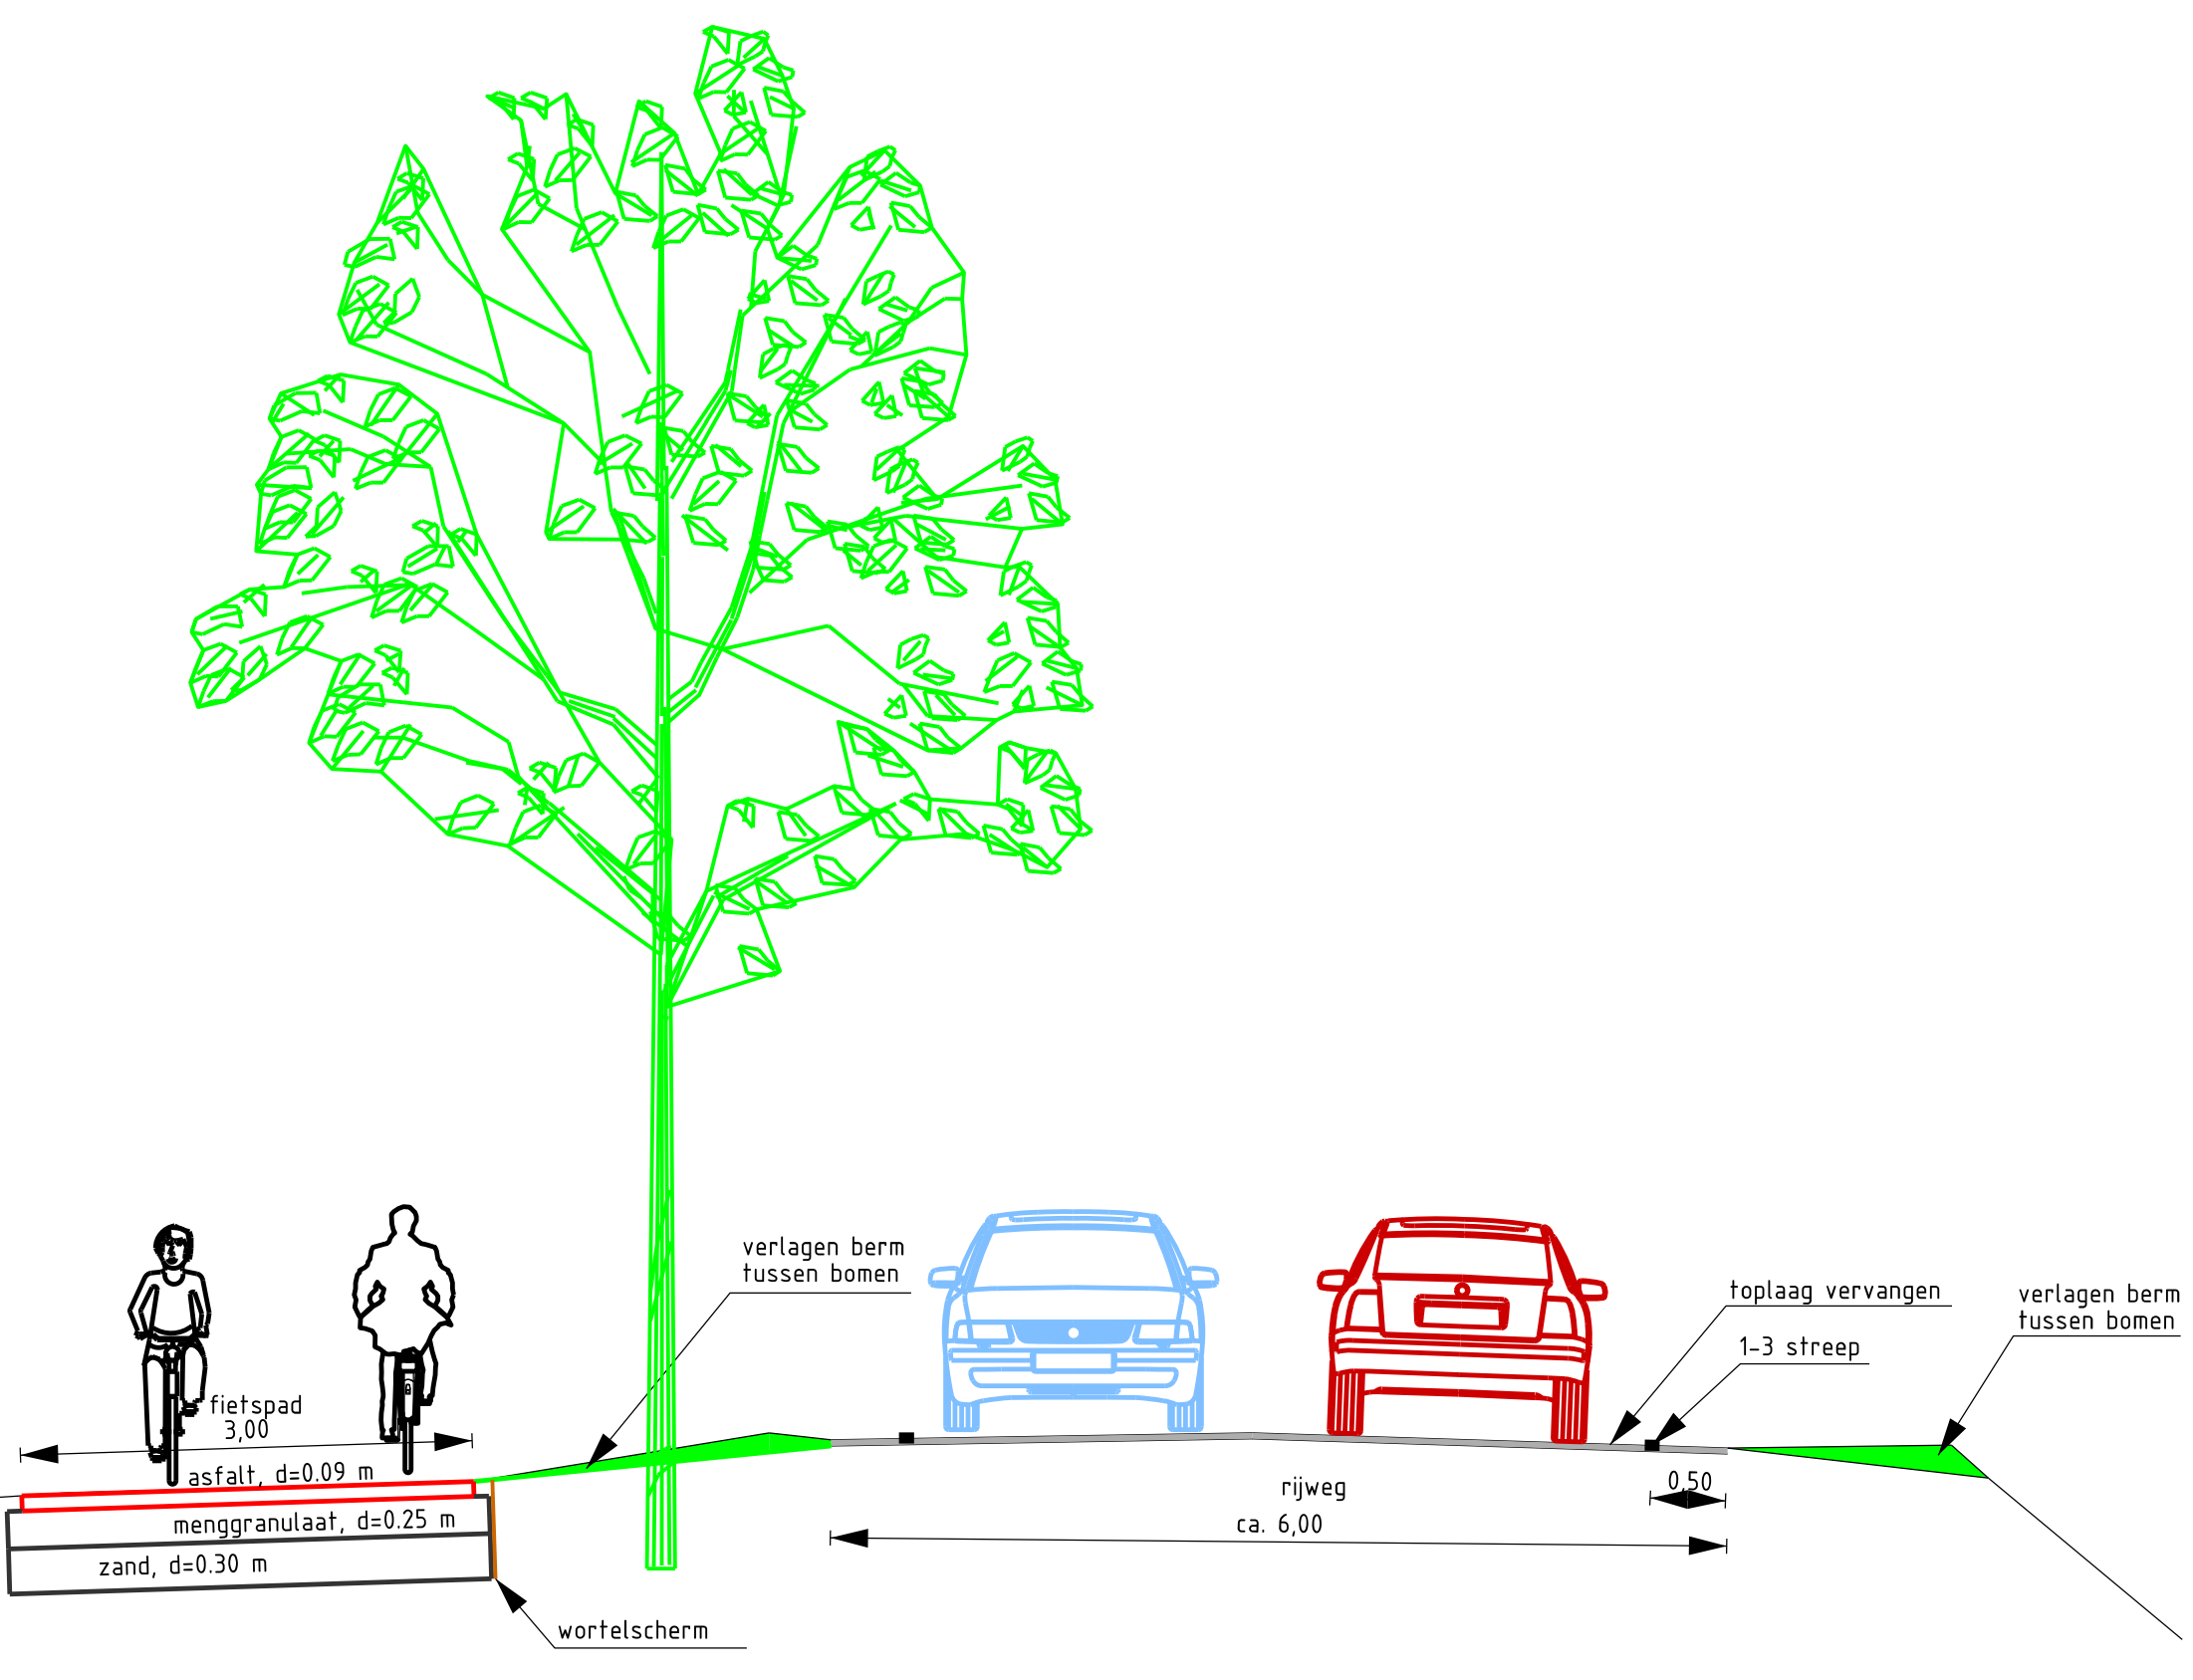 verlagen berm
tussen bomen
toplaag vervangen
verlagen berm
tussen bomen
1-3 streep
fietspad
3,00
asfalt, d=0.09 m
menggranulaat, d=0.25 m
zand, d=0.30 m
wortelscherm
rijweg
ca. 6,00
0,50